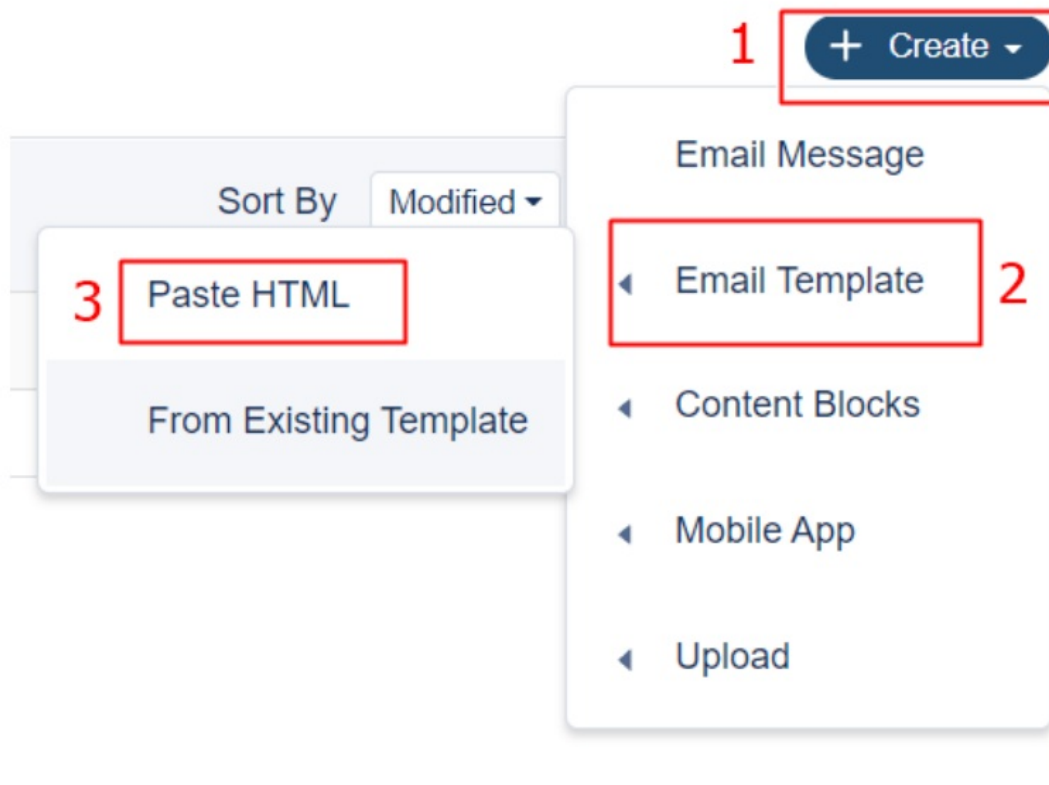 1
+ Create
Email Message
Sort By Modified
Email Template 2
3 Paste HTML
Content Blocks
From Existing Template
Mobile App
Upload